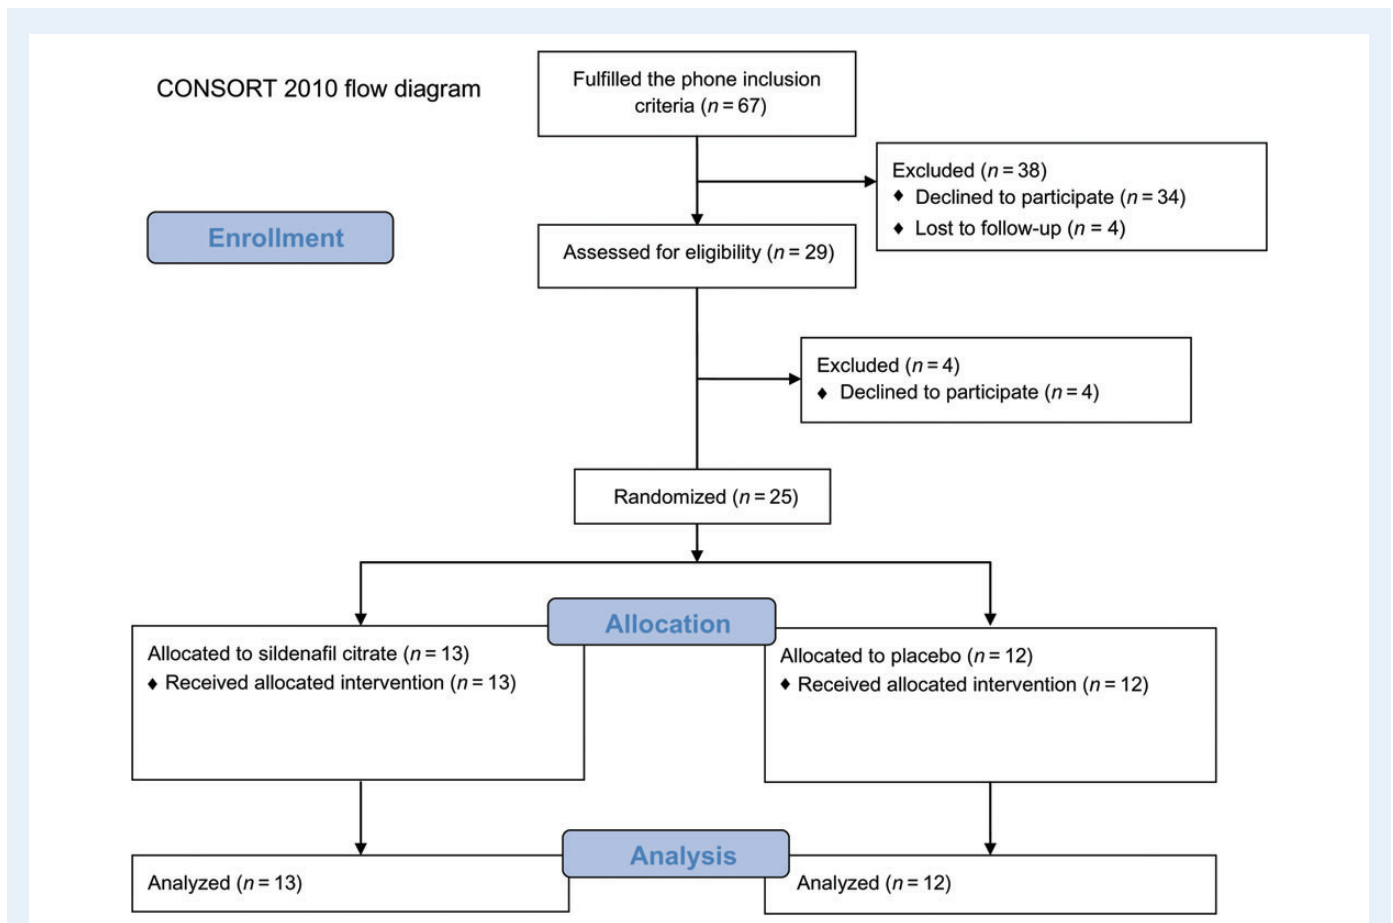 CONSORT 2010 flow diagram
Fulfilled the phone inclusion
criteria (n = 67)
Excluded (n = 38)
♦ Declined to participate (n = 34)
♦ Lost to follow-up (n = 4)
Enrollment
Assessed for eligibility (n = 29)
Excluded (n = 4)
♦ Declined to participate (n = 4)
Randomized (n = 25)
Allocation
Allocated to sildenafil citrate (n = 13)
♦ Received allocated intervention (n = 13)
Allocated to placebo (n = 12)
♦ Received allocated intervention (n = 12)
Analysis
Analyzed (n = 13)
Analyzed (n = 12)